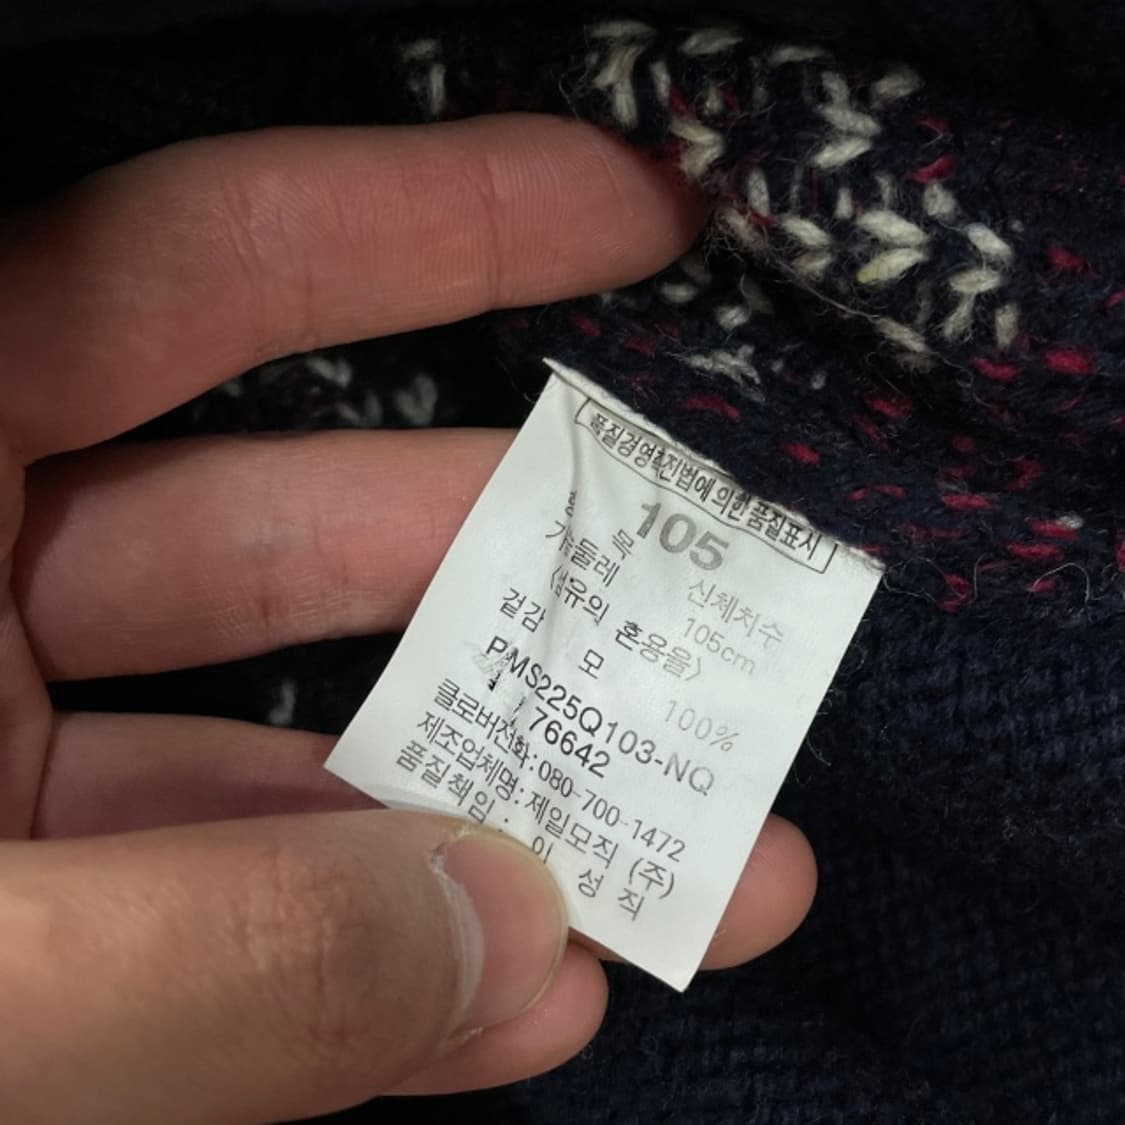 품질경영촉진법에 의한 품질표시
105
품 목 신체치수
가슴둘레 105cm
〈섬유의 혼용율〉
겉감 모 100%
PMS225Q103-NQ
76642
클로버전화:080-700-1472
제조업체명:제일모직 (주)
품질책임: 이 성 직